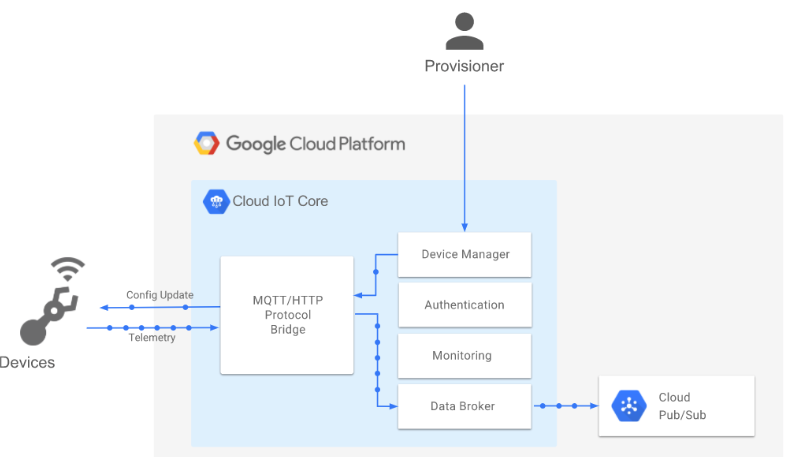 Provisioner
Google Cloud Platform
Cloud IoT Core
Device Manager
MQTT/HTTP
Protocol
Bridge
Config Update
Telemetry
Devices
Authentication
Monitoring
Data Broker
Cloud
Pub/Sub